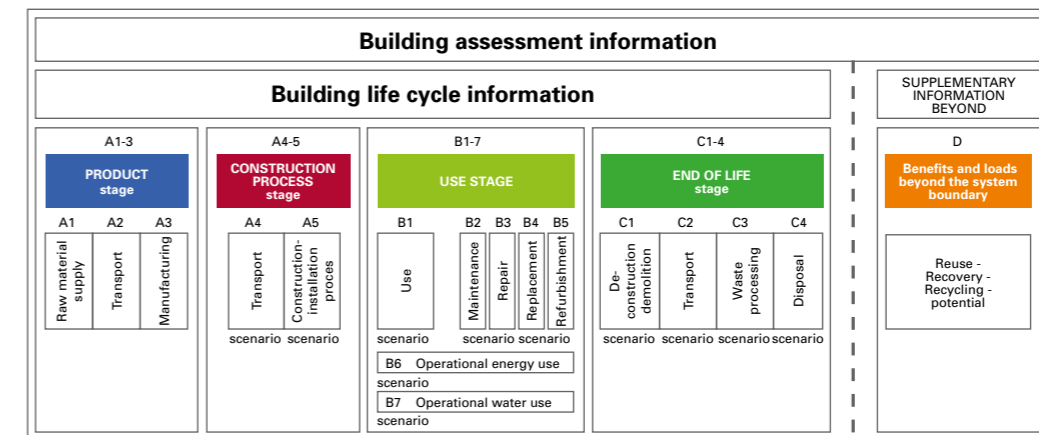 Building assessment information
Building life cycle information
SUPPLEMENTARY
INFORMATION
BEYOND
A1-3
PRODUCT
stage
A1 A2 A3
Raw material
supply
Transport
Manufacturing
A4-5
CONSTRUCTION
PROCESS
stage
A4 A5
Transport
Construction-
installation
proces
scenario scenario
B1-7
USE STAGE
B1 B2 B3 B4 B5
Use
Maintenance
Repair
Replacement
Refurbishment
scenario scenario scenario
B6 Operational energy use
scenario
B7 Operational water use
scenario
C1-4
END OF LIFE
stage
C1 C2 C3 C4
De-
construction
demolition
Transport
Waste
processing
Disposal
scenario scenario scenario scenario
D
Benefits and loads
beyond the system
boundary
Reuse -
Recovery -
Recycling -
potential